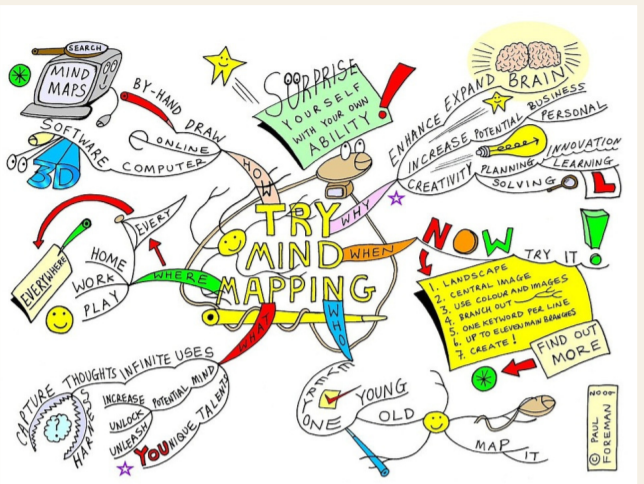 TRY
MIND
MAPPING
HOW
DRAW
BY-HAND
COMPUTER
ONLINE
SOFTWARE
3D
SEARCH
MIND
MAPS
SURPRISE
YOURSELF
WITH YOUR OWN
ABILITY!
WHY
ENHANCE EXPAND BRAIN
INCREASE POTENTIAL
BUSINESS
PERSONAL
CREATIVITY
PLANNING
SOLVING
INNOVATION
LEARNING
L
WHEN
NOW
TRY IT!
1. LANDSCAPE
2. CENTRAL IMAGE
3. USE COLOUR AND IMAGES
4. BRANCH OUT
5. ONE KEYWORD PER LINE
6. UP TO ELEVEN MAIN BRANCHES
7. CREATE!
FIND OUT
MORE
WHO
EVERYONE
YOUNG
OLD
MAP IT
WHAT
INFINITE USES
THOUGHTS
CAPTURE
HARNESS
POTENTIAL MIND
INCREASE
UNLOCK
UNLEASH
YOUNIQUE TALENTS
WHERE
HOME
WORK
PLAY
EVERY
EVERYWHERE
NO 04
© PAUL
FOREMAN